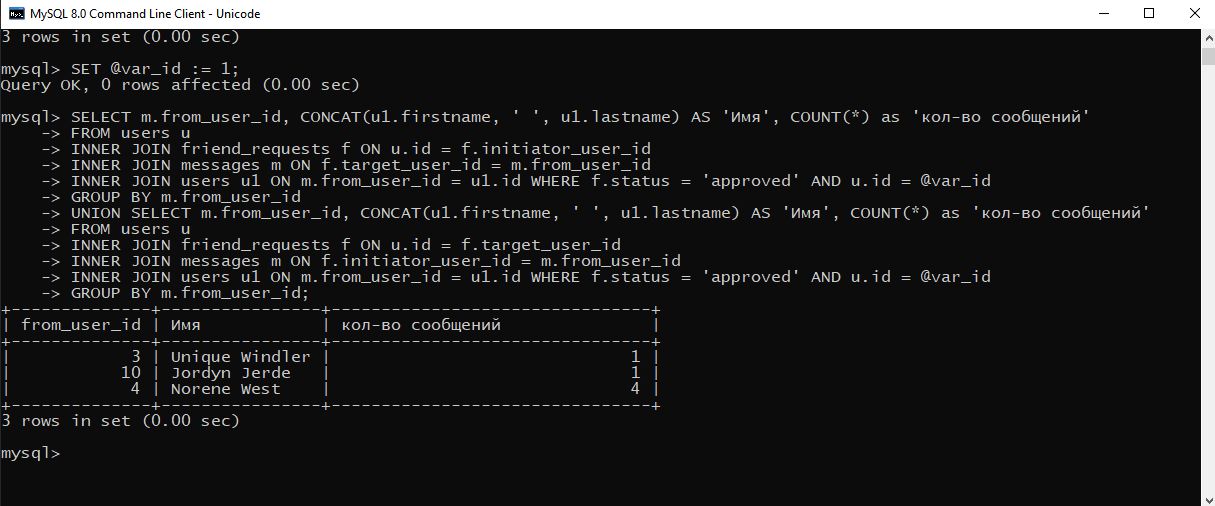 MySQL 8.0 Command Line Client - Unicode
3 rows in set (0.00 sec)
mysql> SET @var_id := 1;
Query OK, 0 rows affected (0.00 sec)
mysql> SELECT m.from_user_id, CONCAT(u1.firstname, ' ', u1.lastname) AS 'Имя', COUNT(*) as 'кол-во сообщений'
    -> FROM users u
    -> INNER JOIN friend_requests f ON u.id = f.initiator_user_id
    -> INNER JOIN messages m ON f.target_user_id = m.from_user_id
    -> INNER JOIN users u1 ON m.from_user_id = u1.id WHERE f.status = 'approved' AND u.id = @var_id
    -> GROUP BY m.from_user_id
    -> UNION SELECT m.from_user_id, CONCAT(u1.firstname, ' ', u1.lastname) AS 'Имя', COUNT(*) as 'кол-во сообщений'
    -> FROM users u
    -> INNER JOIN friend_requests f ON u.id = f.target_user_id
    -> INNER JOIN messages m ON f.initiator_user_id = m.from_user_id
    -> INNER JOIN users u1 ON m.from_user_id = u1.id WHERE f.status = 'approved' AND u.id = @var_id
    -> GROUP BY m.from_user_id;
+--------------+----------------+--------------------------------+
| from_user_id | Имя            | кол-во сообщений               |
+--------------+----------------+--------------------------------+
|            3 | Unique Windler |                              1 |
|           10 | Jordyn Jerde   |                              1 |
|            4 | Norene West    |                              4 |
+--------------+----------------+--------------------------------+
3 rows in set (0.00 sec)
mysql>